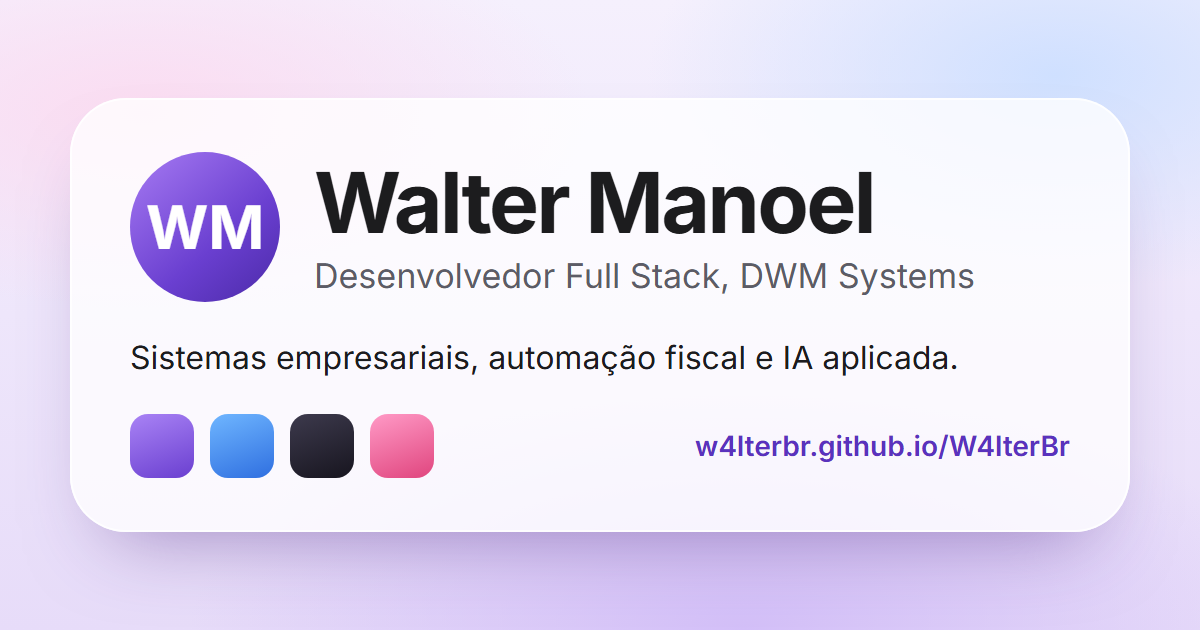 WM
Walter Manoel
Desenvolvedor Full Stack, DWM Systems
Sistemas empresariais, automação fiscal e IA aplicada.
w4lterbr.github.io/W4lterBr